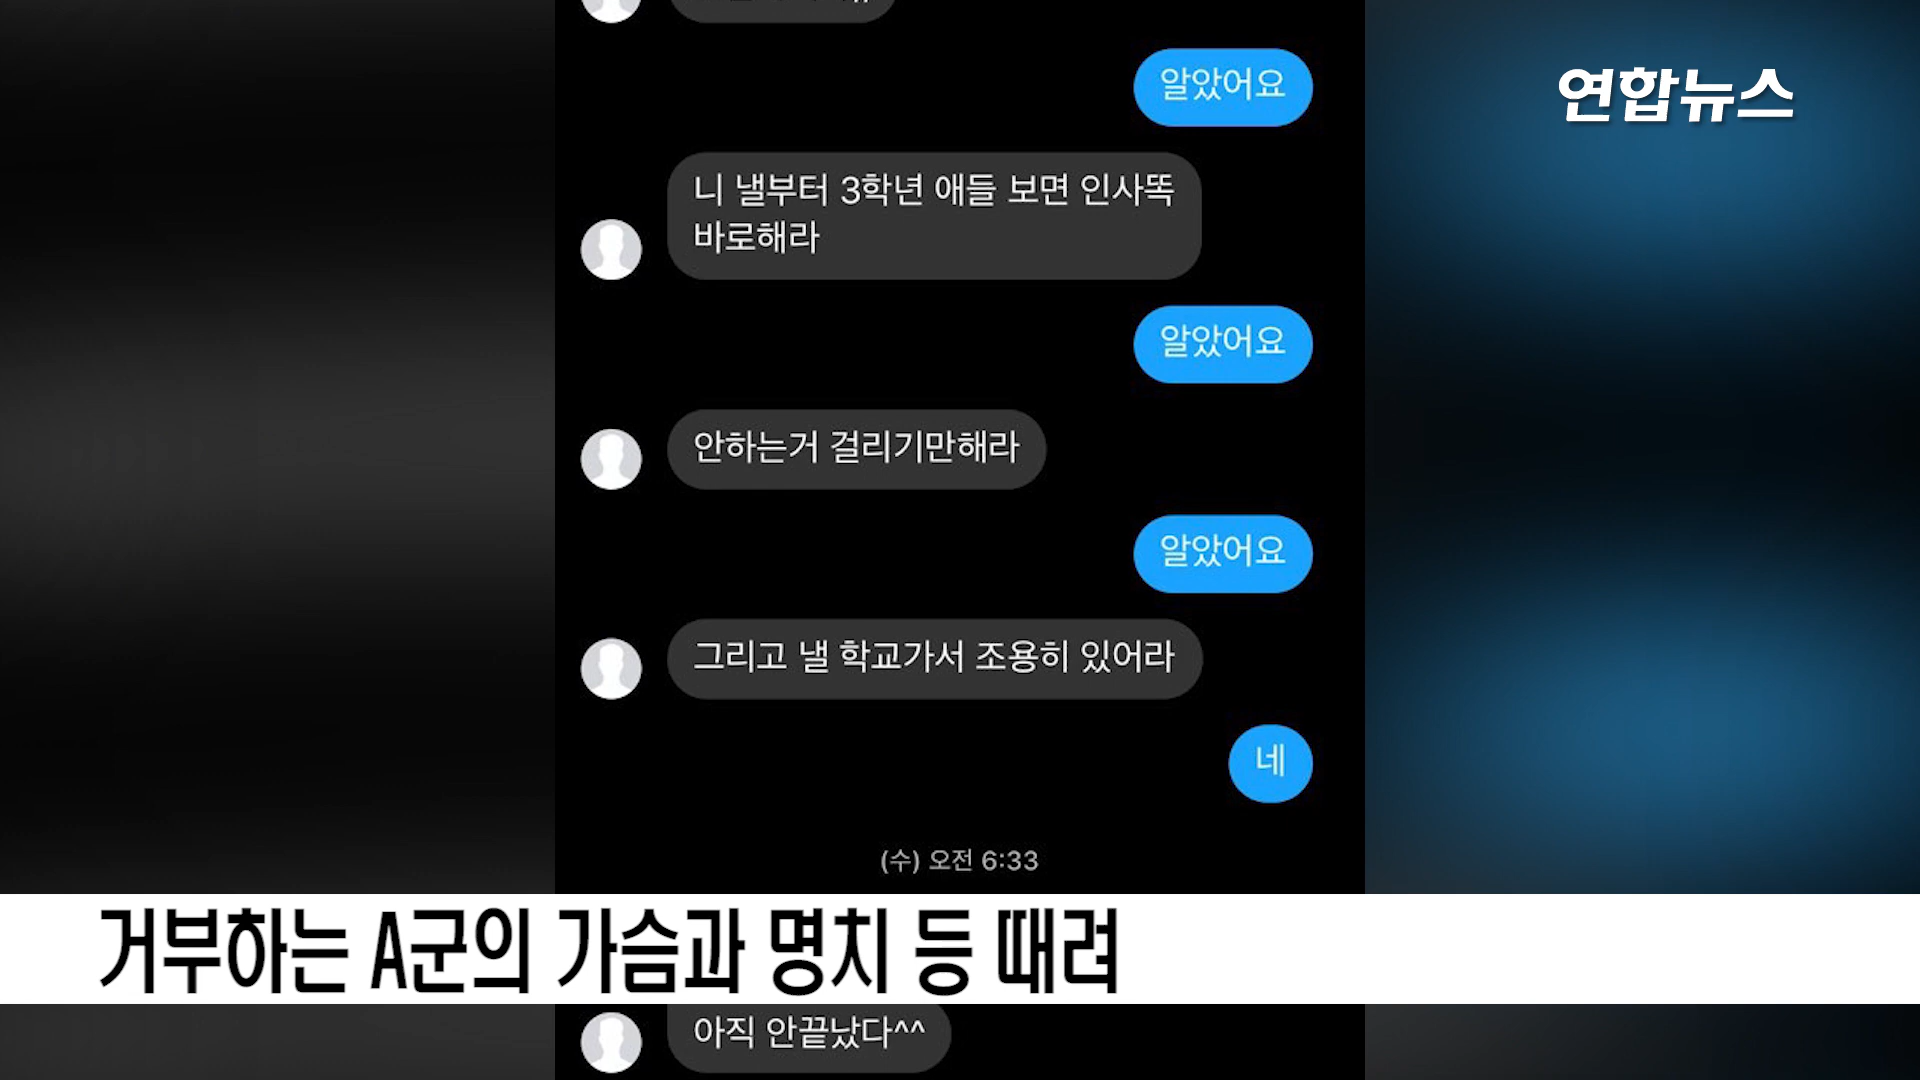 알았어요
연합뉴스
니 낼부터 3학년 애들 보면 인사똑
바로해라
알았어요
안하는거 걸리기만해라
알았어요
그리고 낼 학교가서 조용히 있어라
네
(수) 오전 6:33
거부하는 A군의 가슴과 명치 등 때려
아직 안끝났다^^